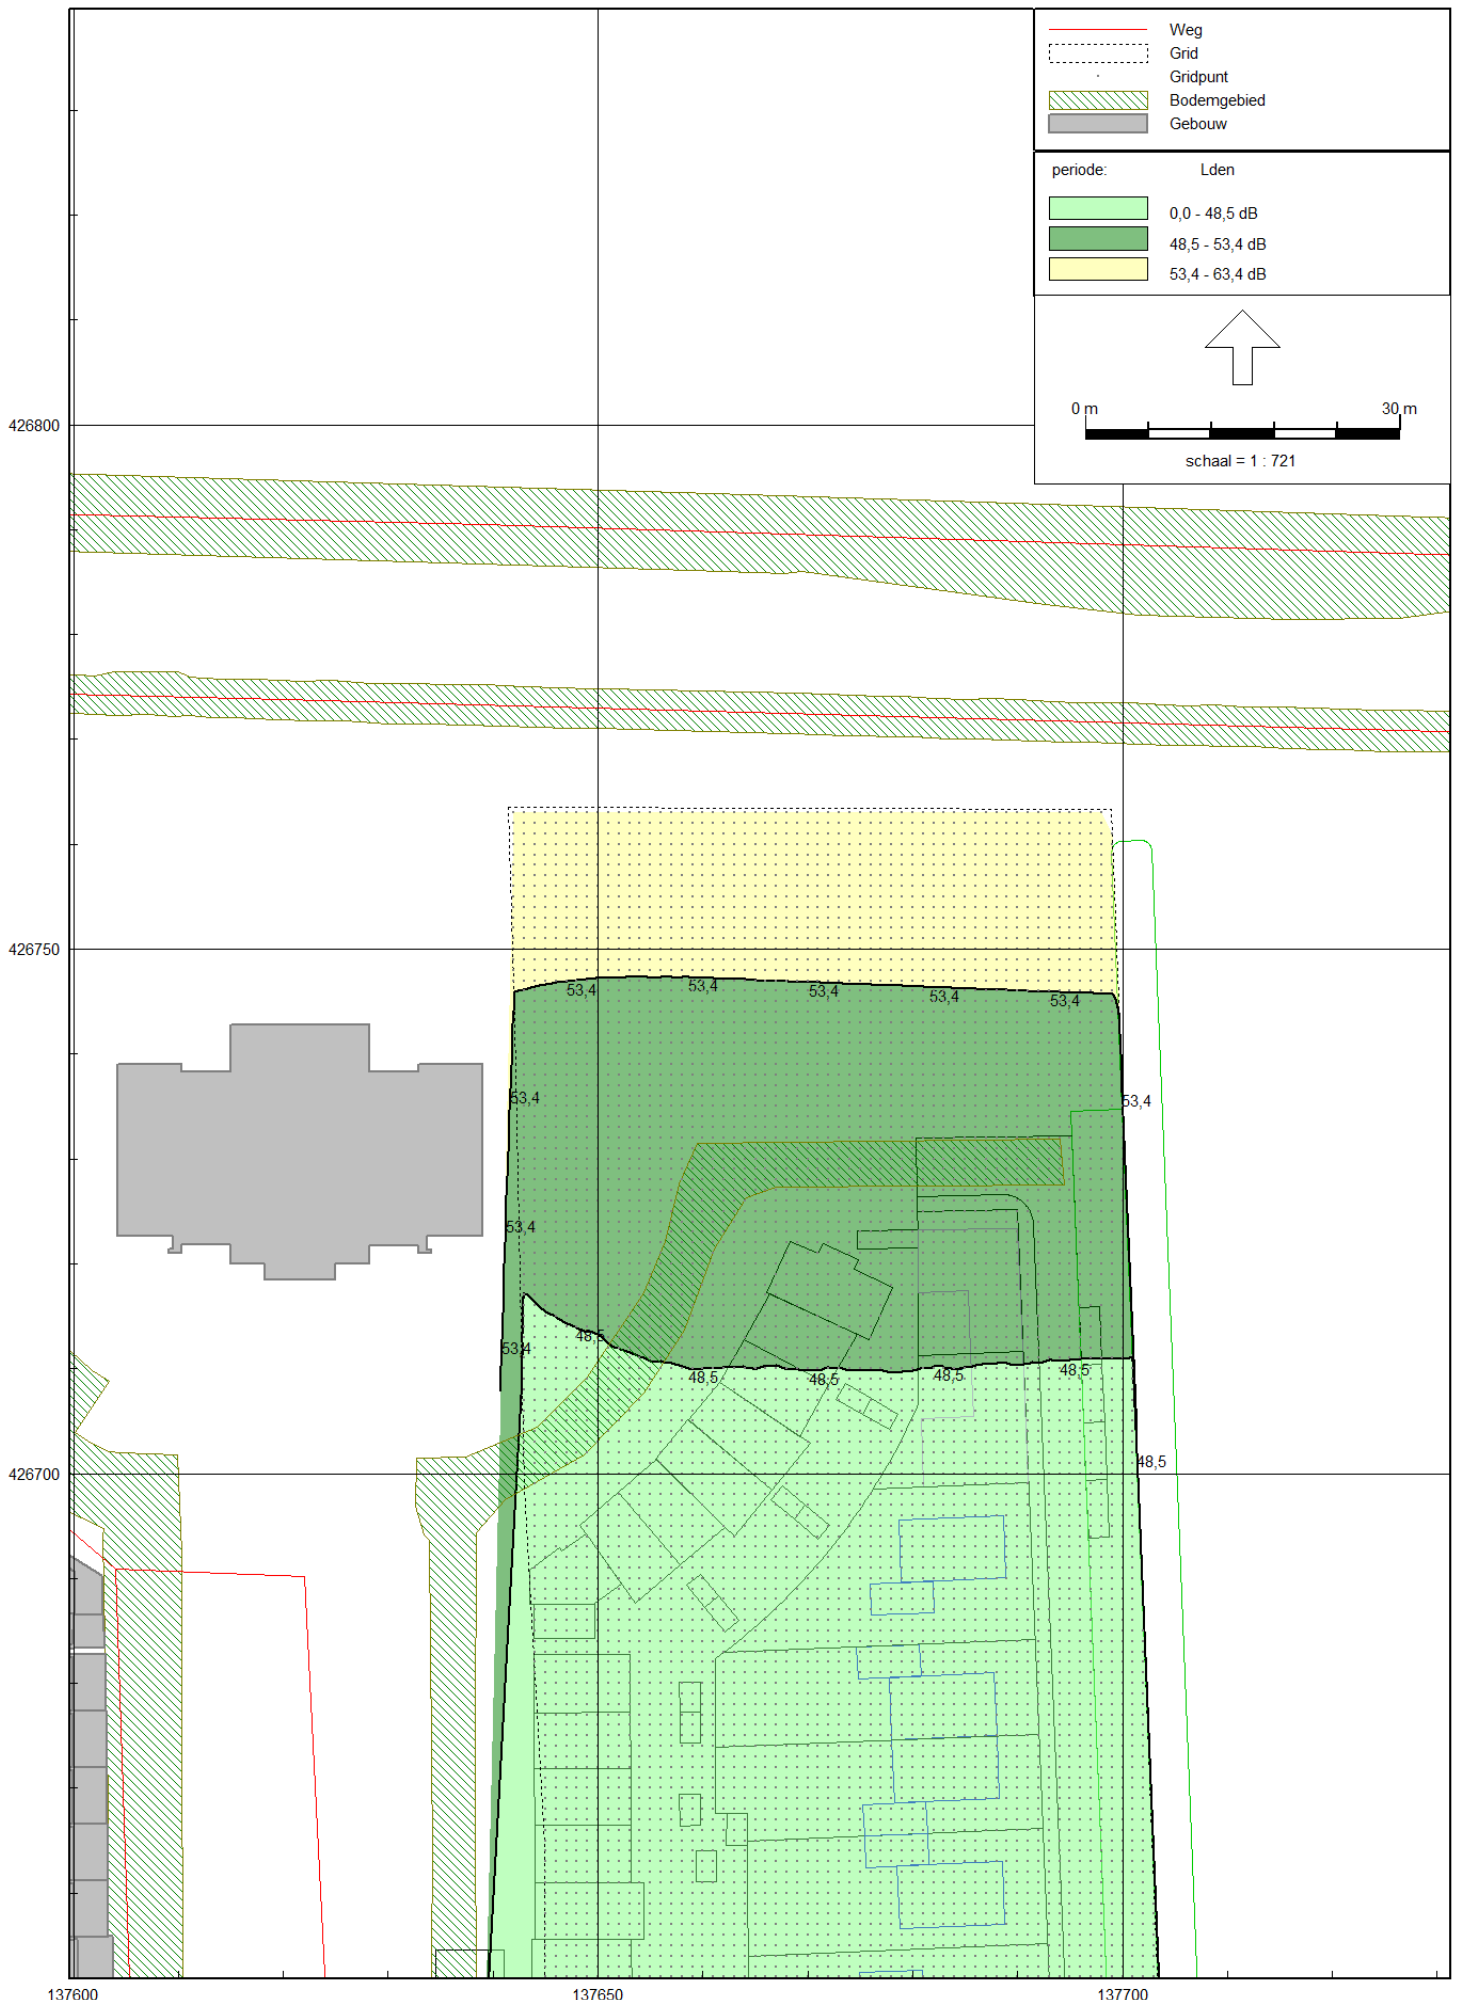 Weg
Grid
Gridpunt
Bodemgebied
Gebouw
periode: Lden
0,0 - 48,5 dB
48,5 - 53,4 dB
53,4 - 63,4 dB
0 m 30 m
schaal = 1 : 721
426800
426750
53,4 53,4 53,4 53,4 53,4
53,4 53,4
53,4
48,5
53,4
48,5 48,5 48,5 48,5
48,5
426700
137600 137650 137700